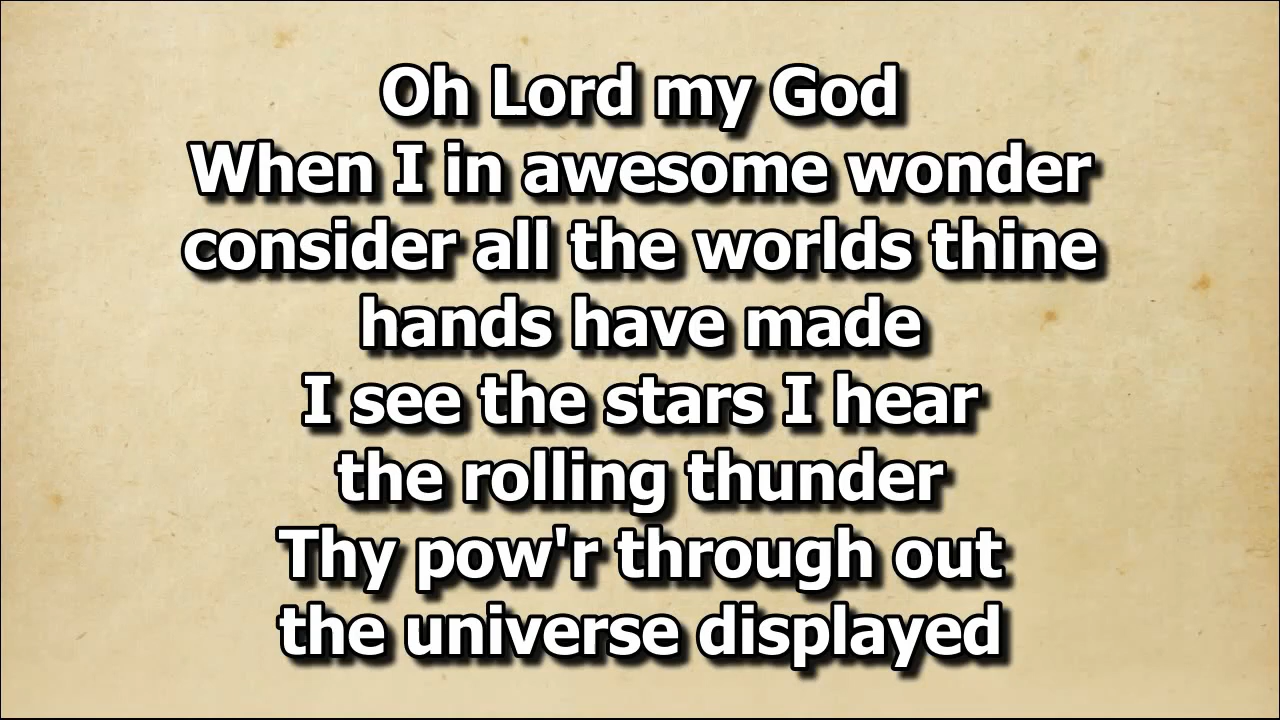 Oh Lord my God
When I in awesome wonder
consider all the worlds thine
hands have made
I see the stars I hear
the rolling thunder
Thy pow'r through out
the universe displayed